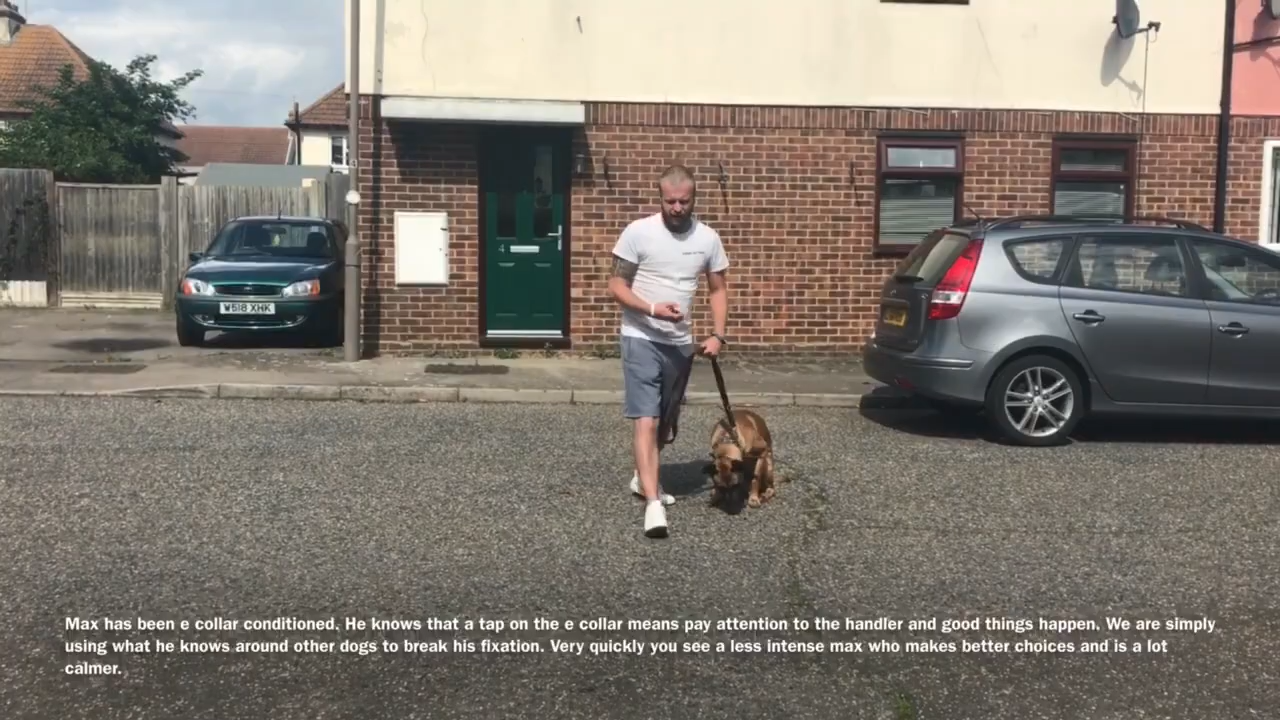 4
W518 XHK
Max has been e collar conditioned. He knows that a tap on the e collar means pay attention to the handler and good things happen. We are simply
using what he knows around other dogs to break his fixation. Very quickly you see a less intense max who makes better choices and is a lot
calmer.